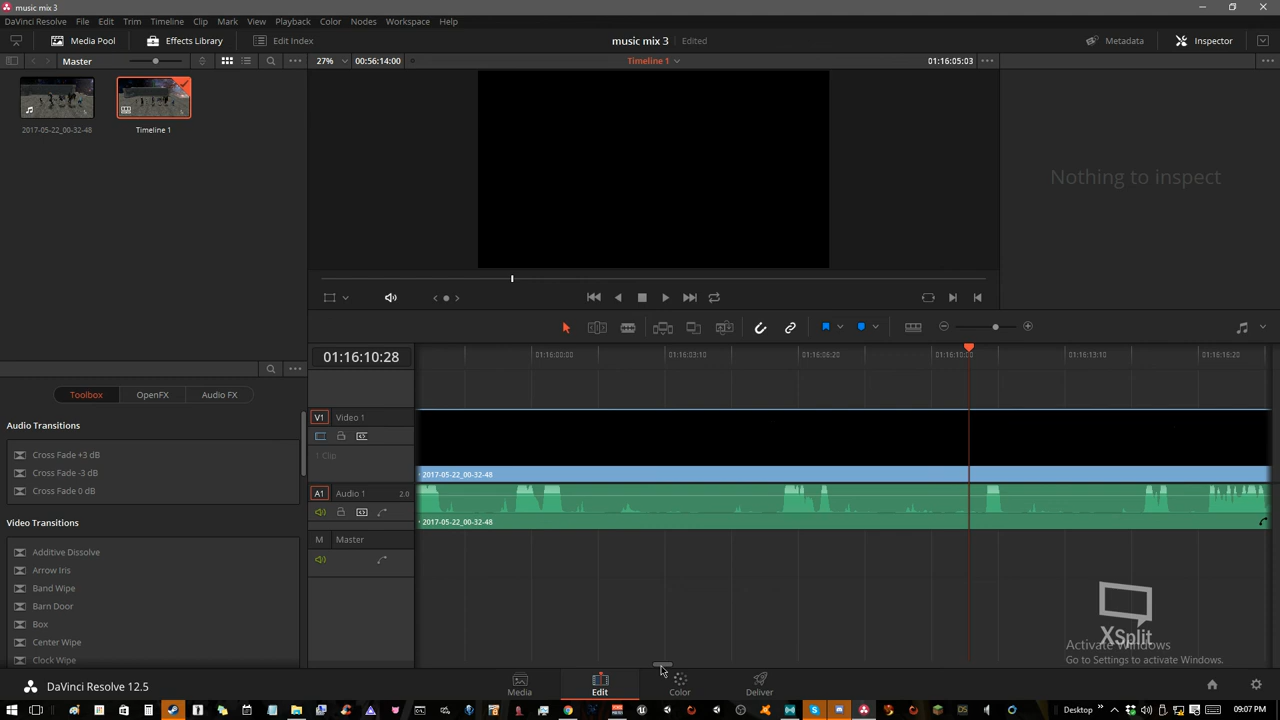 music mix 3
DaVinci Resolve File Edit Trim Timeline Clip Mark View Playback Color Nodes Workspace Help
Media Pool Effects Library Edit Index music mix 3 Edited Metadata Inspector
Master 27% 00:56:14:00 Timeline 1 01:16:05:03
2017-05-22_00-32-48 Timeline 1
Nothing to inspect
01:16:10:28 01:16:00:00 01:16:03:10 01:16:06:20 01:16:10:00 01:16:13:10 01:16:16:20
Toolbox OpenFX Audio FX
V1 Video 1
1 Clip
2017-05-22_00-32-48
A1 Audio 1 2.0
2017-05-22_00-32-48
M Master
Audio Transitions
Cross Fade +3 dB
Cross Fade -3 dB
Cross Fade 0 dB
Video Transitions
Additive Dissolve
Arrow Iris
Band Wipe
Barn Door
Box
Center Wipe
Clock Wipe
XSplit
Activate Windows
Go to Settings to activate Windows.
DaVinci Resolve 12.5 Media Edit Color Deliver
Desktop 09:07 PM